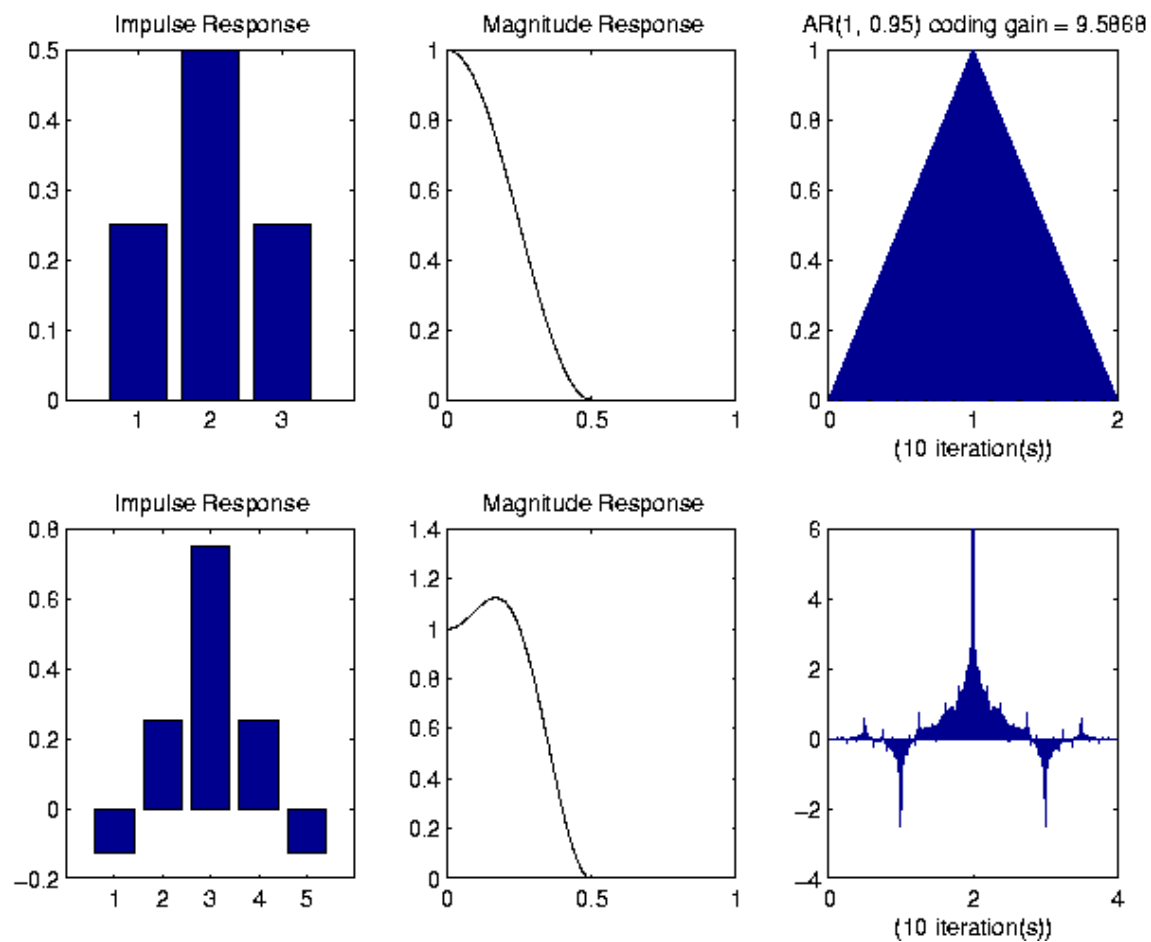 Impulse Response
Magnitude Response
AR(1, 0.95) coding gain = 9.5868
0.5
0.4
0.3
0.2
0.1
0
1 2 3
1
0.8
0.6
0.4
0.2
0
0 0.5 1
1
0.8
0.6
0.4
0.2
0
0 1 2
(10 iteration(s))
Impulse Response
Magnitude Response
0.8
0.6
0.4
0.2
0
−0.2
1 2 3 4 5
1.4
1.2
1
0.8
0.6
0.4
0.2
0
0 0.5 1
6
4
2
0
−2
−4
0 2 4
(10 iteration(s))